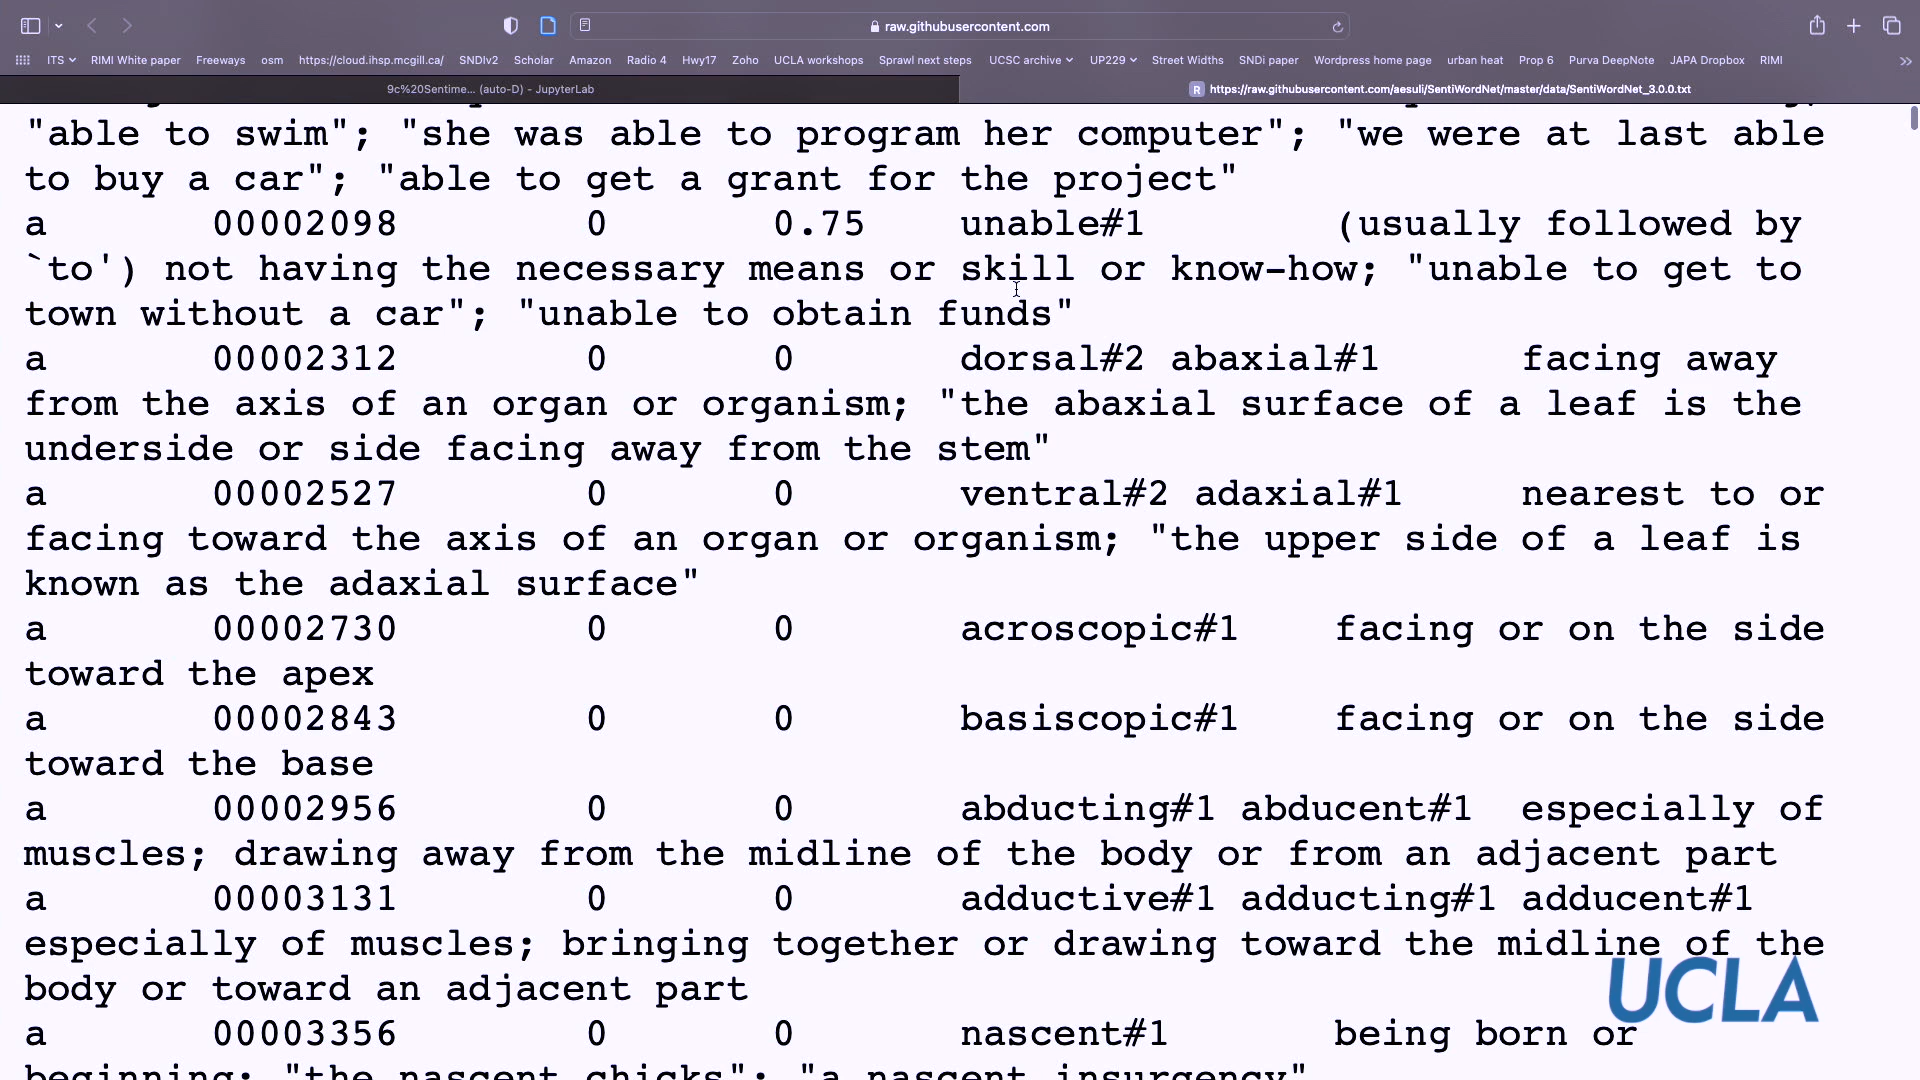 raw.githubusercontent.com
ITS RIMI White paper Freeways osm https://cloud.ihsp.mcgill.ca/ SNDIv2 Scholar Amazon Radio 4 Hwy17 Zoho UCLA workshops Sprawl next steps UCSC archive UP229 Street Widths SNDi paper Wordpress home page urban heat Prop 6 Purva DeepNote JAPA Dropbox RIMI
9c%20Sentime... (auto-D) - JupyterLab
R https://raw.githubusercontent.com/aesuli/SentiWordNet/master/data/SentiWordNet_3.0.0.txt
"able to swim"; "she was able to program her computer"; "we were at last able
to buy a car"; "able to get a grant for the project"
a 00002098 0 0.75 unable#1 (usually followed by
`to') not having the necessary means or skill or know-how; "unable to get to
town without a car"; "unable to obtain funds"
a 00002312 0 0 dorsal#2 abaxial#1 facing away
from the axis of an organ or organism; "the abaxial surface of a leaf is the
underside or side facing away from the stem"
a 00002527 0 0 ventral#2 adaxial#1 nearest to or
facing toward the axis of an organ or organism; "the upper side of a leaf is
known as the adaxial surface"
a 00002730 0 0 acroscopic#1 facing or on the side
toward the apex
a 00002843 0 0 basiscopic#1 facing or on the side
toward the base
a 00002956 0 0 abducting#1 abducent#1 especially of
muscles; drawing away from the midline of the body or from an adjacent part
a 00003131 0 0 adductive#1 adducting#1 adducent#1
especially of muscles; bringing together or drawing toward the midline of the
body or toward an adjacent part
UCLA
a 00003356 0 0 nascent#1 being born or
beginning; "the nascent chicks"; "a nascent insurgency"